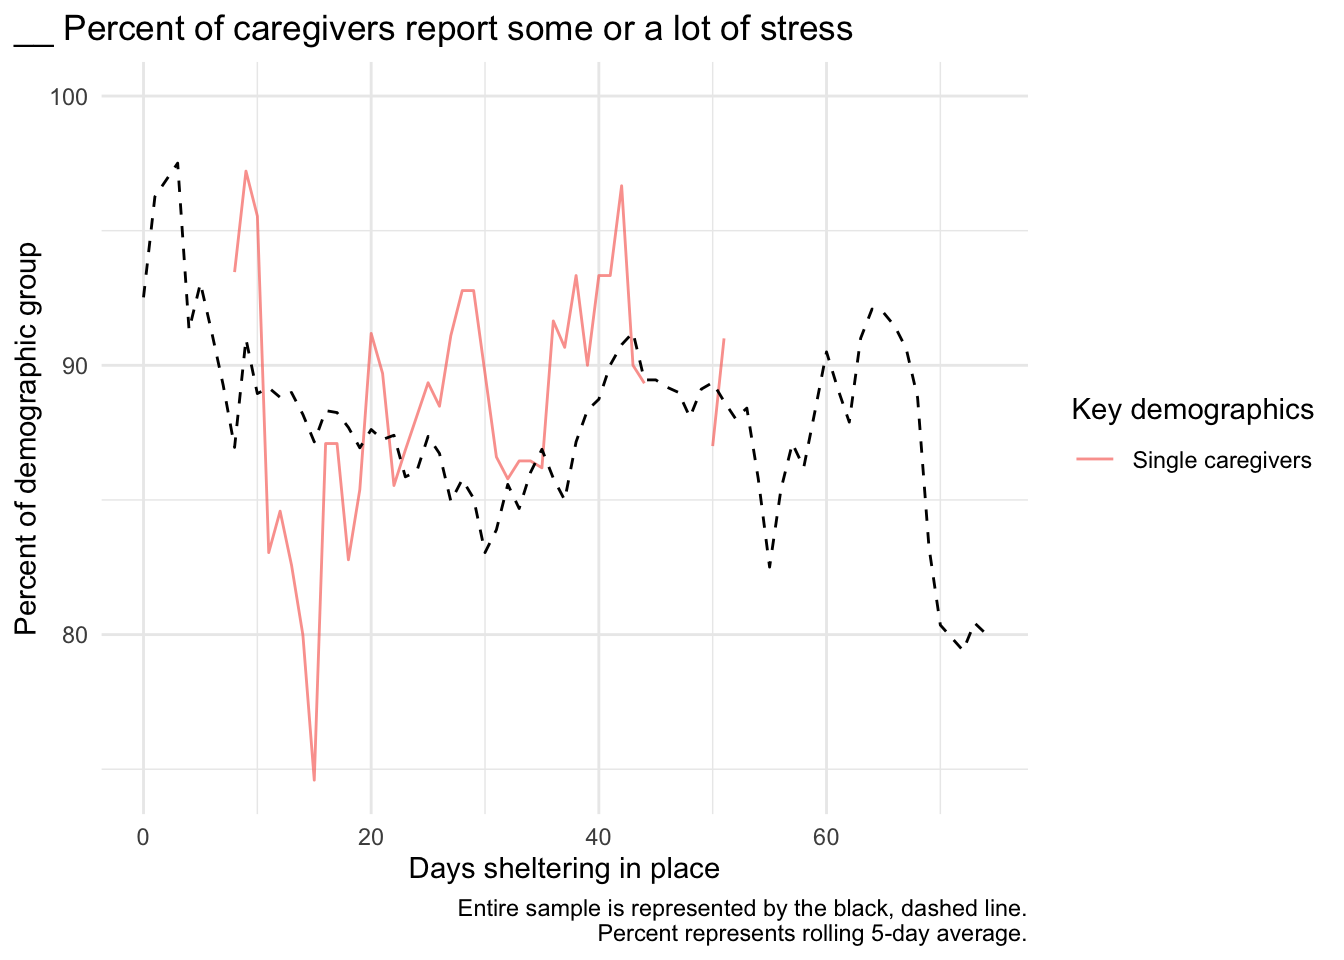 __ Percent of caregivers report some or a lot of stress
Percent of demographic group
100
90
80
0 20 40 60
Days sheltering in place
Key demographics
Single caregivers
Entire sample is represented by the black, dashed line.
Percent represents rolling 5-day average.